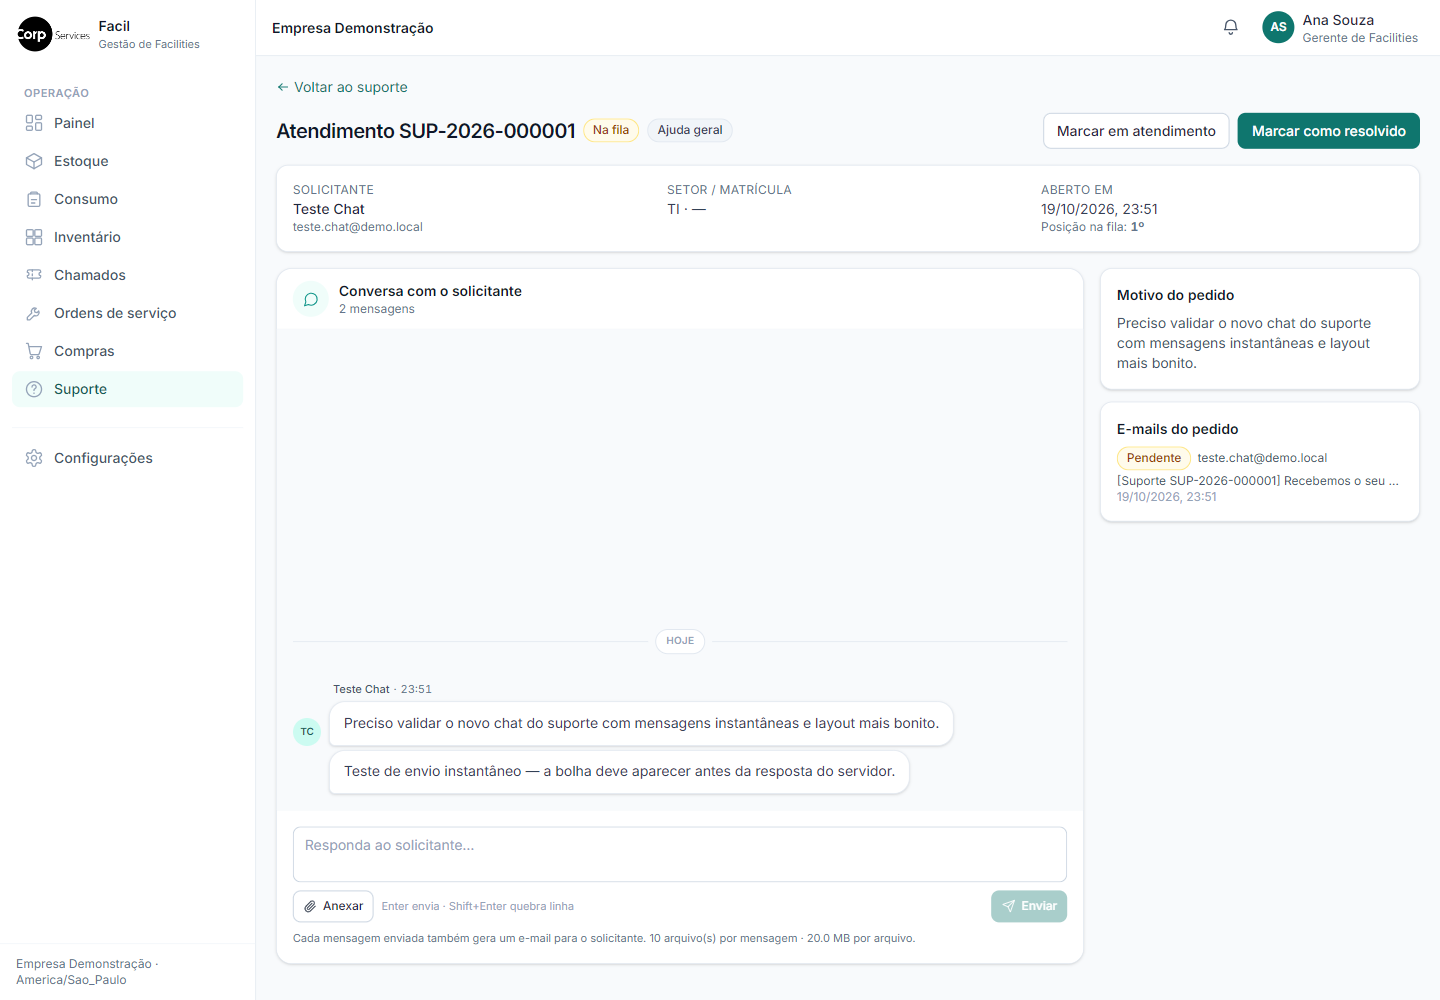 Corp Services
Facil
Gestão de Facilities
OPERAÇÃO
Painel
Estoque
Consumo
Inventário
Chamados
Ordens de serviço
Compras
Suporte
Configurações
Empresa Demonstração ·
America/Sao_Paulo
Empresa Demonstração
AS
Ana Souza
Gerente de Facilities
← Voltar ao suporte
Atendimento SUP-2026-000001
Na fila
Ajuda geral
Marcar em atendimento
Marcar como resolvido
SOLICITANTE
Teste Chat
teste.chat@demo.local
SETOR / MATRÍCULA
TI · —
ABERTO EM
19/10/2026, 23:51
Posição na fila: 1º
Conversa com o solicitante
2 mensagens
HOJE
Teste Chat · 23:51
TC
Preciso validar o novo chat do suporte com mensagens instantâneas e layout mais bonito.
Teste de envio instantâneo — a bolha deve aparecer antes da resposta do servidor.
Responda ao solicitante...
Anexar
Enter envia · Shift+Enter quebra linha
Enviar
Cada mensagem enviada também gera um e-mail para o solicitante. 10 arquivo(s) por mensagem · 20.0 MB por arquivo.
Motivo do pedido
Preciso validar o novo chat do suporte
com mensagens instantâneas e layout
mais bonito.
E-mails do pedido
Pendente
teste.chat@demo.local
[Suporte SUP-2026-000001] Recebemos o seu ...
19/10/2026, 23:51